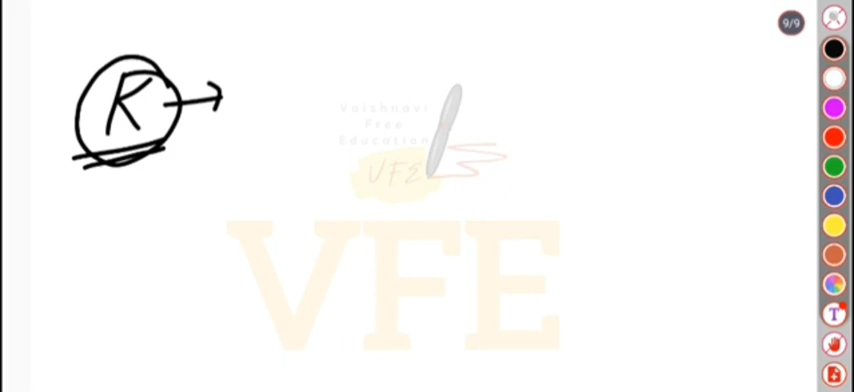 9/9
K →
Vaishnavi
Free
Education
VFE
VFE
T